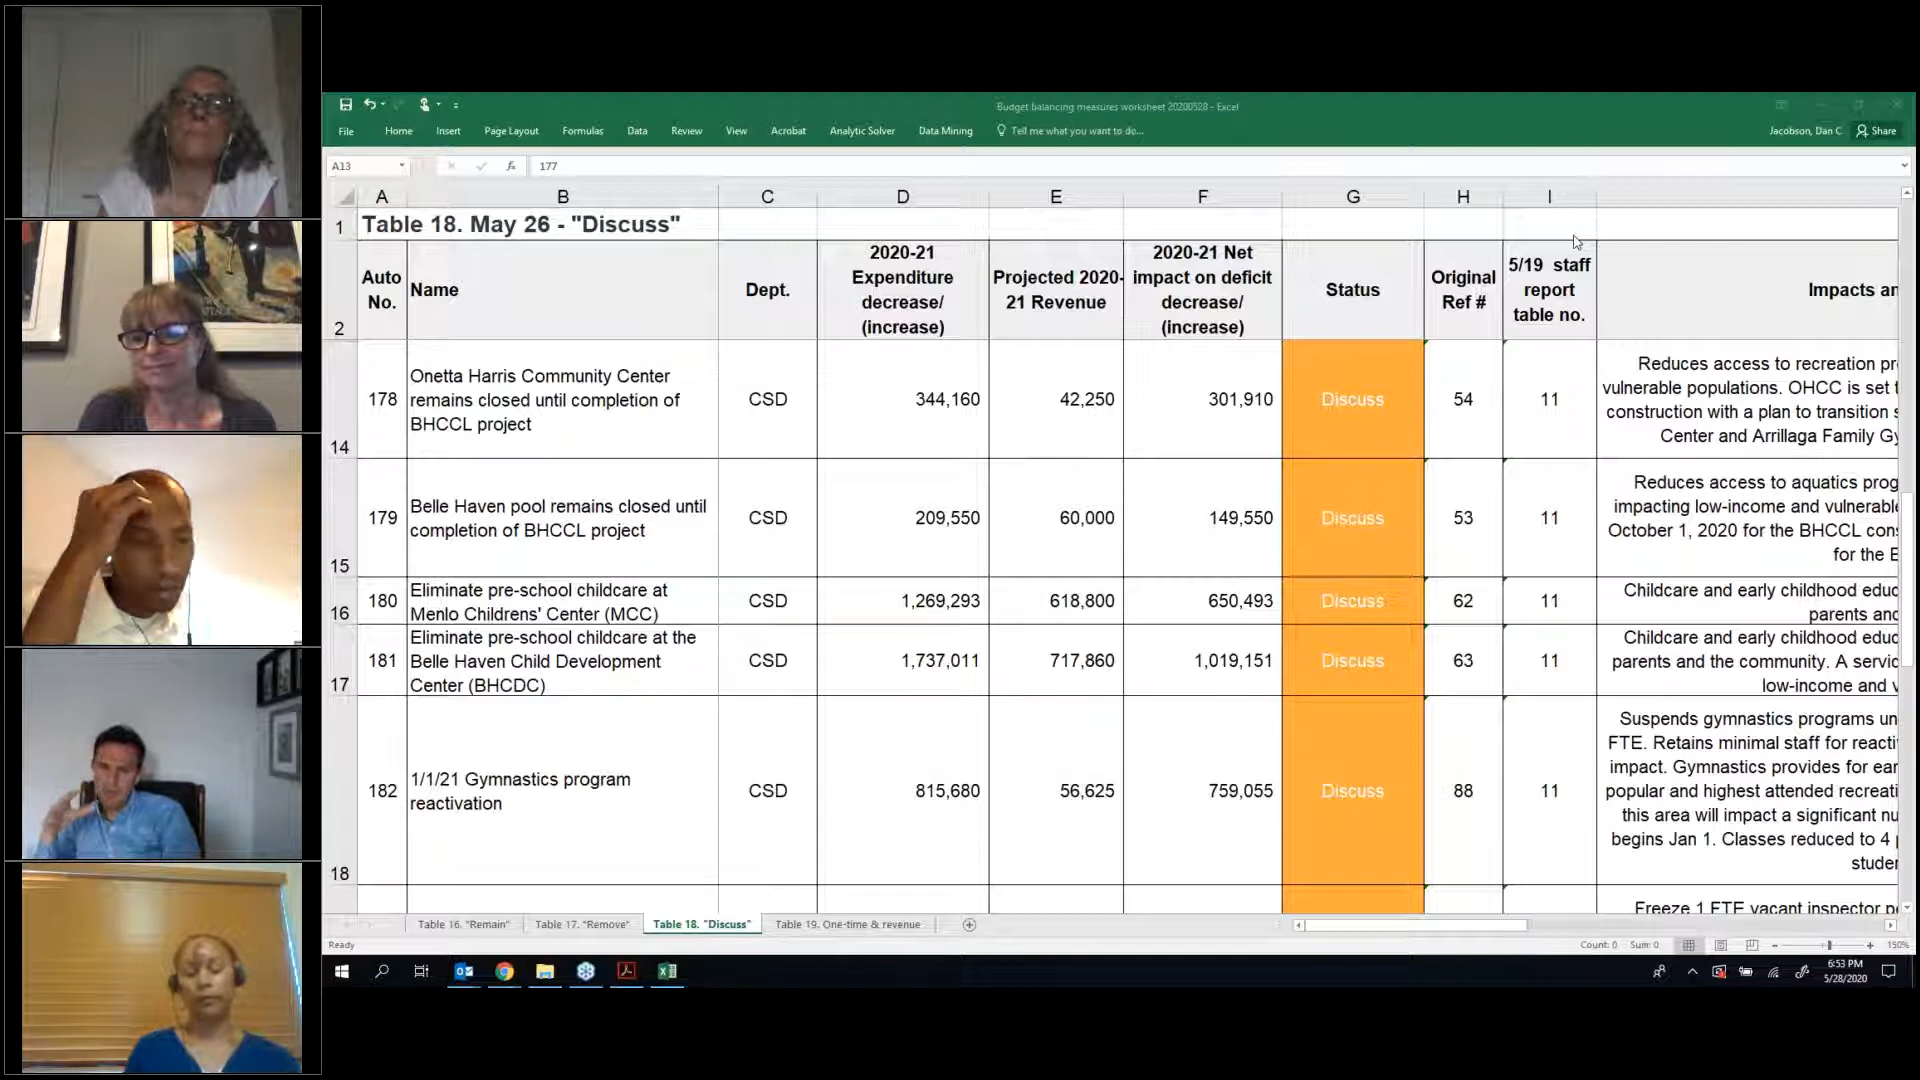 Budget balancing measures worksheet 20200528 - Excel
File Home Insert Page Layout Formulas Data Review View Acrobat Analytic Solver Data Mining Tell me what you want to do... Jacobson, Dan C Share
A13 fx 177
A B C D E F G H I
1 Table 18. May 26 - "Discuss"
2
Auto
No.
Name
Dept.
2020-21
Expenditure
decrease/
(increase)
Projected 2020-
21 Revenue
2020-21 Net
impact on deficit
decrease/
(increase)
Status
Original
Ref #
5/19 staff
report
table no.
Impacts an
14
178
Onetta Harris Community Center
remains closed until completion of
BHCCL project
CSD 344,160 42,250 301,910 Discuss 54 11
Reduces access to recreation pr
vulnerable populations. OHCC is set t
construction with a plan to transition s
Center and Arrillaga Family Gy
15
179
Belle Haven pool remains closed until
completion of BHCCL project
CSD 209,550 60,000 149,550 Discuss 53 11
Reduces access to aquatics prog
impacting low-income and vulnerable
October 1, 2020 for the BHCCL cons
for the E
16
180
Eliminate pre-school childcare at
Menlo Childrens' Center (MCC)
CSD 1,269,293 618,800 650,493 Discuss 62 11
Childcare and early childhood educ
parents and
17
181
Eliminate pre-school childcare at the
Belle Haven Child Development
Center (BHCDC)
CSD 1,737,011 717,860 1,019,151 Discuss 63 11
Childcare and early childhood educ
parents and the community. A servic
low-income and v
18
182
1/1/21 Gymnastics program
reactivation
CSD 815,680 56,625 759,055 Discuss 88 11
Suspends gymnastics programs un
FTE. Retains minimal staff for reacti
impact. Gymnastics provides for ear
popular and highest attended recreati
this area will impact a significant nu
begins Jan 1. Classes reduced to 4 p
studen
Freeze 1 FTE vacant inspector po
Table 16. "Remain" Table 17. "Remove" Table 18. "Discuss" Table 19. One-time & revenue
Ready Count: 0 Sum: 0 150%
6:53 PM
5/28/2020